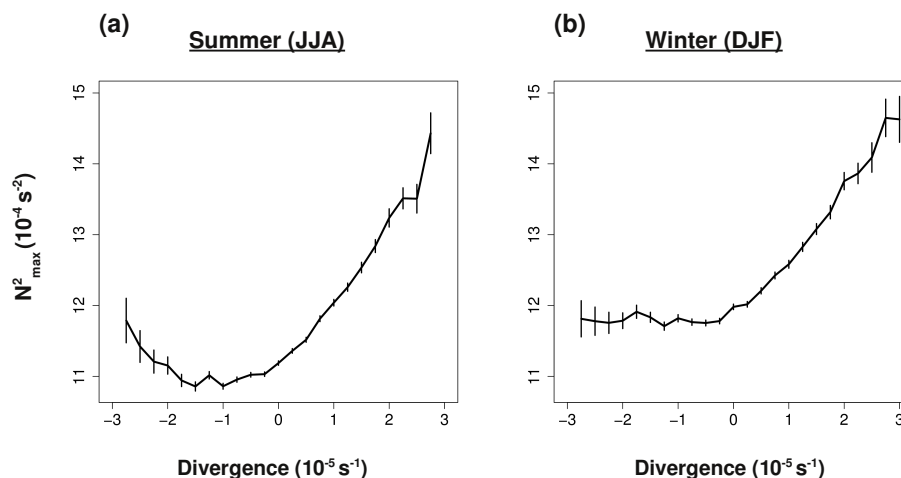 (a)
Summer (JJA)
(b)
Winter (DJF)
N²max (10⁻⁴ s⁻²)
15
14
13
12
11
−3 −2 −1 0 1 2 3
Divergence (10⁻⁵ s⁻¹)
15
14
13
12
11
−3 −2 −1 0 1 2 3
Divergence (10⁻⁵ s⁻¹)